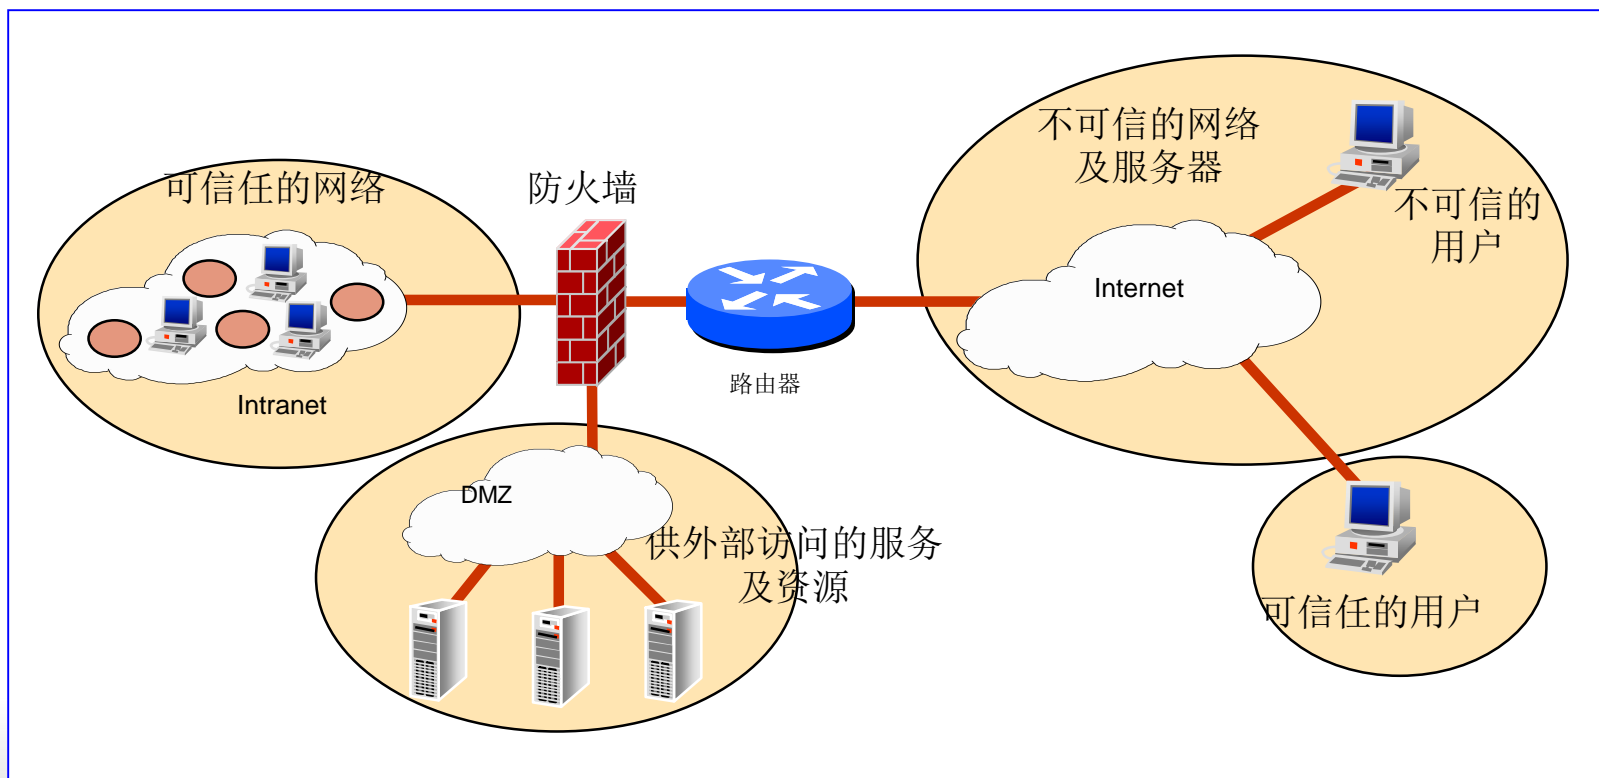 不可信的网络
及服务器
可信任的网络
防火墙
不可信的
用户
Internet
路由器
Intranet
DMZ
供外部访问的服务
及资源
可信任的用户